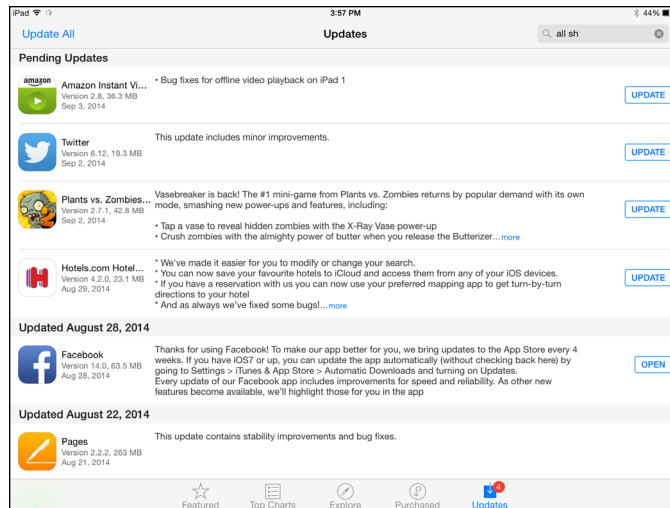 iPad 3:57 PM 44%
Update All Updates all sh
Pending Updates
amazon
Amazon Instant Vi...
Version 2.8, 36.3 MB
Sep 3, 2014
• Bug fixes for offline video playback on iPad 1
UPDATE
Twitter
Version 6.12, 19.3 MB
Sep 2, 2014
This update includes minor improvements.
UPDATE
Plants vs. Zombies...
Version 2.7.1, 42.8 MB
Sep 2, 2014
Vasebreaker is back! The #1 mini-game from Plants vs. Zombies returns by popular demand with its own
mode, smashing new power-ups and features, including:
• Tap a vase to reveal hidden zombies with the X-Ray Vase power-up
• Crush zombies with the almighty power of butter when you release the Butterizer...more
UPDATE
Hotels.com Hotel...
Version 4.2.0, 23.1 MB
Aug 29, 2014
* We've made it easier for you to modify or change your search.
* You can now save your favourite hotels to iCloud and access them from any of your iOS devices.
* If you have a reservation with us you can now use your preferred mapping app to get turn-by-turn
directions to your hotel
* And as always we've fixed some bugs!...more
UPDATE
Updated August 28, 2014
Facebook
Version 14.0, 63.5 MB
Aug 28, 2014
Thanks for using Facebook! To make our app better for you, we bring updates to the App Store every 4
weeks. If you have iOS7 or up, you can update the app automatically (without checking back here) by
going to Settings > iTunes & App Store > Automatic Downloads and turning on Updates.
Every update of our Facebook app includes improvements for speed and reliability. As other new
features become available, we'll highlight those for you in the app
OPEN
Updated August 22, 2014
Pages
Version 2.2.2, 263 MB
Aug 21, 2014
This update contains stability improvements and bug fixes.
4
Featured Top Charts Explore Purchased Updates